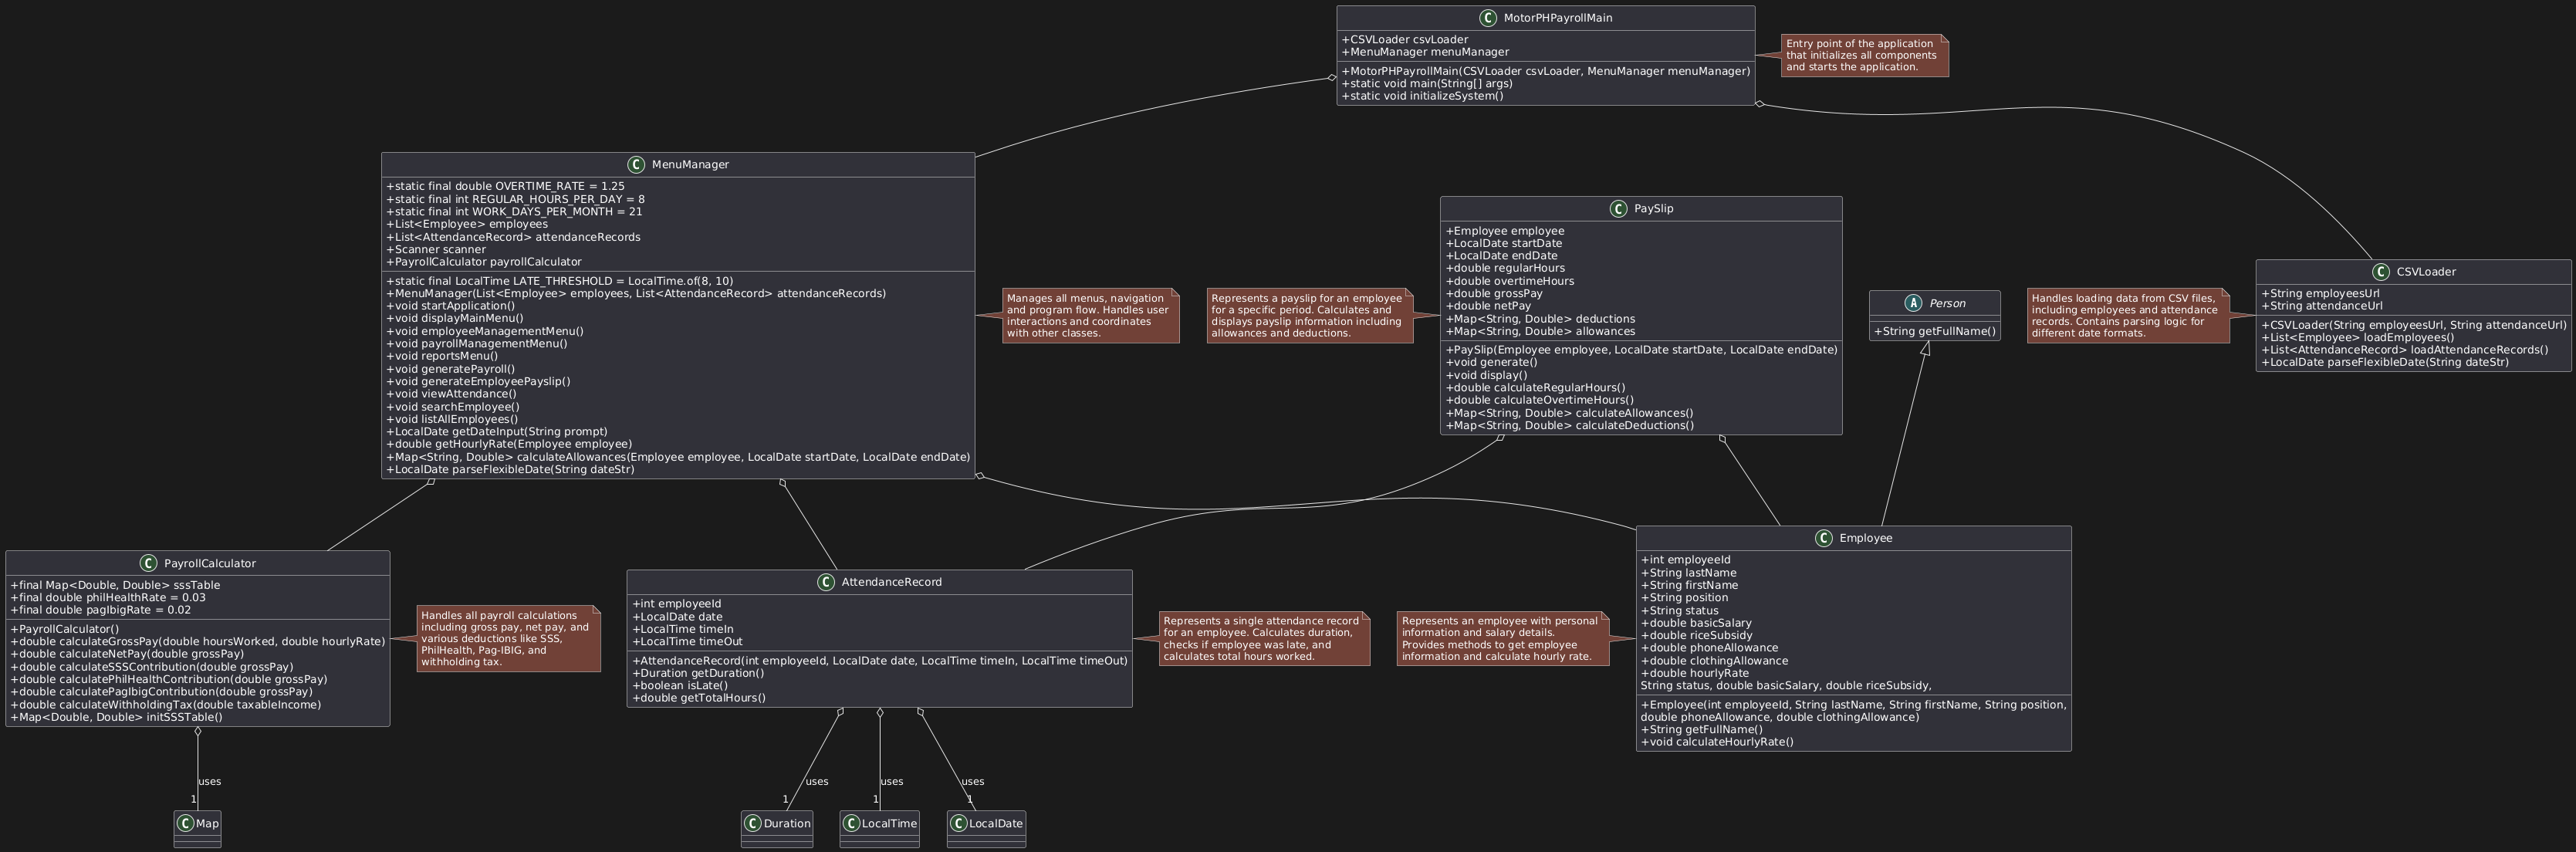 MotorPHPayrollMain
+CSVLoader csvLoader
+MenuManager menuManager
+MotorPHPayrollMain(CSVLoader csvLoader, MenuManager menuManager)
+static void main(String[] args)
+static void initializeSystem()
Entry point of the application
that initializes all components
and starts the application.
MenuManager
+static final double OVERTIME_RATE = 1.25
+static final int REGULAR_HOURS_PER_DAY = 8
+static final int WORK_DAYS_PER_MONTH = 21
+List<Employee> employees
+List<AttendanceRecord> attendanceRecords
+Scanner scanner
+PayrollCalculator payrollCalculator
+static final LocalTime LATE_THRESHOLD = LocalTime.of(8, 10)
+MenuManager(List<Employee> employees, List<AttendanceRecord> attendanceRecords)
+void startApplication()
+void displayMainMenu()
+void employeeManagementMenu()
+void payrollManagementMenu()
+void reportsMenu()
+void generatePayroll()
+void generateEmployeePayslip()
+void viewAttendance()
+void searchEmployee()
+void listAllEmployees()
+LocalDate getDateInput(String prompt)
+double getHourlyRate(Employee employee)
+Map<String, Double> calculateAllowances(Employee employee, LocalDate startDate, LocalDate endDate)
+LocalDate parseFlexibleDate(String dateStr)
Manages all menus, navigation
and program flow. Handles user
interactions and coordinates
with other classes.
Represents a payslip for an employee
for a specific period. Calculates and
displays payslip information including
allowances and deductions.
PaySlip
+Employee employee
+LocalDate startDate
+LocalDate endDate
+double regularHours
+double overtimeHours
+double grossPay
+double netPay
+Map<String, Double> deductions
+Map<String, Double> allowances
+PaySlip(Employee employee, LocalDate startDate, LocalDate endDate)
+void generate()
+void display()
+double calculateRegularHours()
+double calculateOvertimeHours()
+Map<String, Double> calculateAllowances()
+Map<String, Double> calculateDeductions()
Person
+String getFullName()
Handles loading data from CSV files,
including employees and attendance
records. Contains parsing logic for
different date formats.
CSVLoader
+String employeesUrl
+String attendanceUrl
+CSVLoader(String employeesUrl, String attendanceUrl)
+List<Employee> loadEmployees()
+List<AttendanceRecord> loadAttendanceRecords()
+LocalDate parseFlexibleDate(String dateStr)
PayrollCalculator
+final Map<Double, Double> sssTable
+final double philHealthRate = 0.03
+final double pagIbigRate = 0.02
+PayrollCalculator()
+double calculateGrossPay(double hoursWorked, double hourlyRate)
+double calculateNetPay(double grossPay)
+double calculateSSSContribution(double grossPay)
+double calculatePhilHealthContribution(double grossPay)
+double calculatePagIbigContribution(double grossPay)
+double calculateWithholdingTax(double taxableIncome)
+Map<Double, Double> initSSSTable()
Handles all payroll calculations
including gross pay, net pay, and
various deductions like SSS,
PhilHealth, Pag-IBIG, and
withholding tax.
AttendanceRecord
+int employeeId
+LocalDate date
+LocalTime timeIn
+LocalTime timeOut
+AttendanceRecord(int employeeId, LocalDate date, LocalTime timeIn, LocalTime timeOut)
+Duration getDuration()
+boolean isLate()
+double getTotalHours()
Represents a single attendance record
for an employee. Calculates duration,
checks if employee was late, and
calculates total hours worked.
Represents an employee with personal
information and salary details.
Provides methods to get employee
information and calculate hourly rate.
Employee
+int employeeId
+String lastName
+String firstName
+String position
+String status
+double basicSalary
+double riceSubsidy
+double phoneAllowance
+double clothingAllowance
+double hourlyRate
String status, double basicSalary, double riceSubsidy,
+Employee(int employeeId, String lastName, String firstName, String position,
double phoneAllowance, double clothingAllowance)
+String getFullName()
+void calculateHourlyRate()
uses
1
uses
1
uses
1
uses
1
Map
Duration
LocalTime
LocalDate